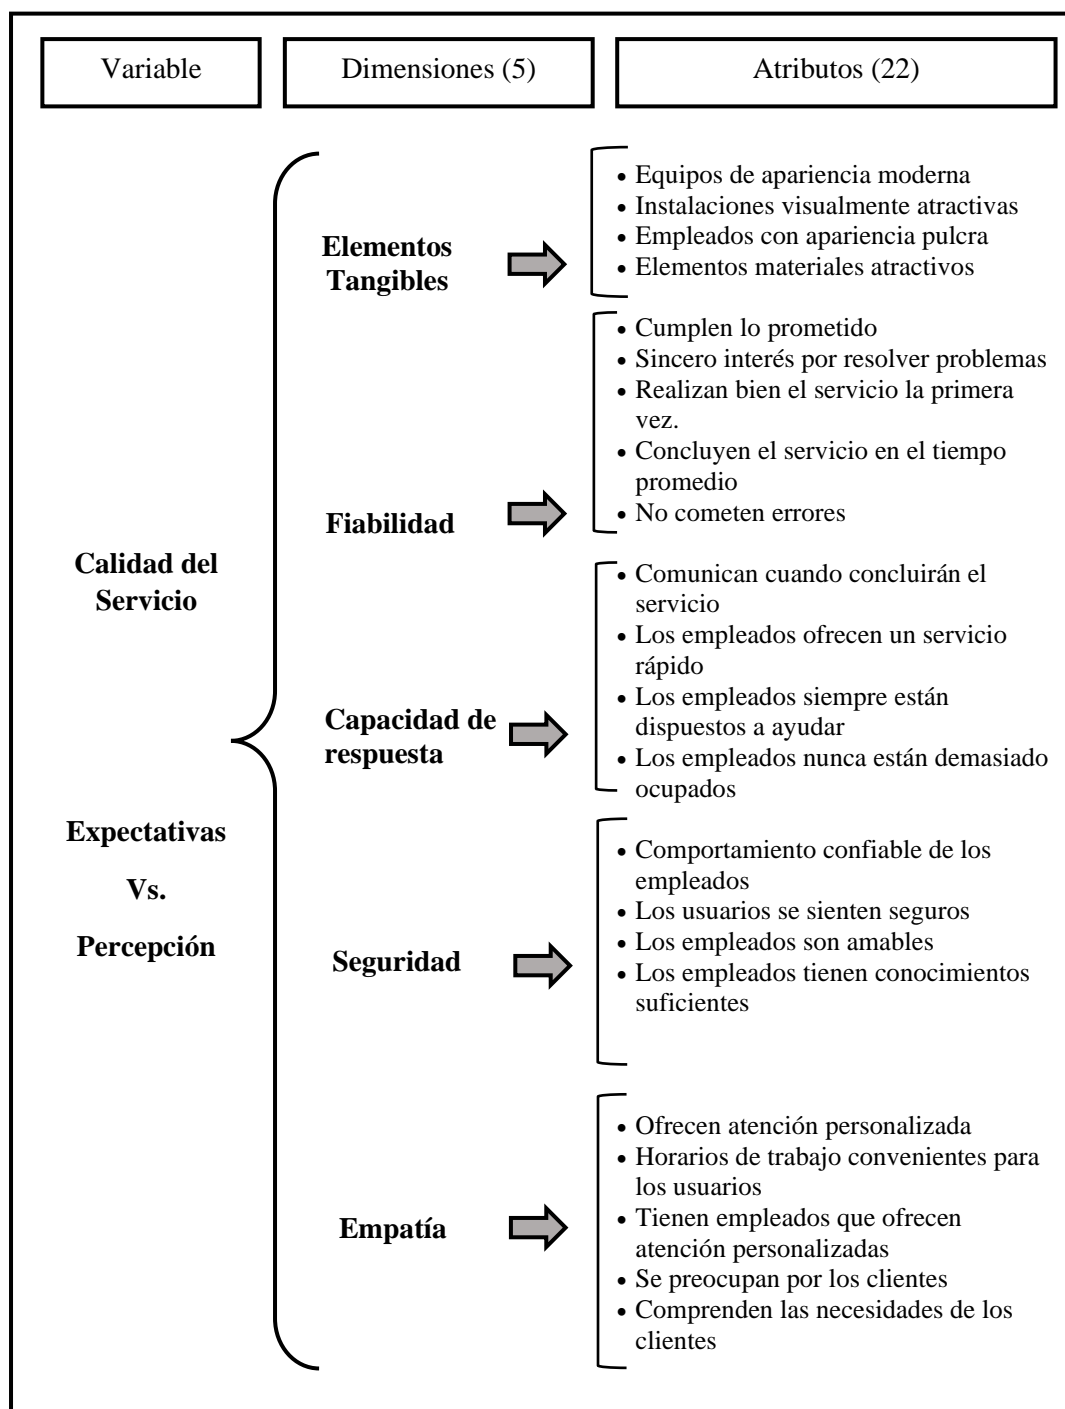 Variable
Dimensiones (5)
Atributos (22)
Calidad del
Servicio
Expectativas
Vs.
Percepción
Elementos
Tangibles
• Equipos de apariencia moderna
• Instalaciones visualmente atractivas
• Empleados con apariencia pulcra
• Elementos materiales atractivos
Fiabilidad
• Cumplen lo prometido
• Sincero interés por resolver problemas
• Realizan bien el servicio la primera
vez.
• Concluyen el servicio en el tiempo
promedio
• No cometen errores
Capacidad de
respuesta
• Comunican cuando concluirán el
servicio
• Los empleados ofrecen un servicio
rápido
• Los empleados siempre están
dispuestos a ayudar
• Los empleados nunca están demasiado
ocupados
Seguridad
• Comportamiento confiable de los
empleados
• Los usuarios se sienten seguros
• Los empleados son amables
• Los empleados tienen conocimientos
suficientes
Empatía
• Ofrecen atención personalizada
• Horarios de trabajo convenientes para
los usuarios
• Tienen empleados que ofrecen
atención personalizadas
• Se preocupan por los clientes
• Comprenden las necesidades de los
clientes